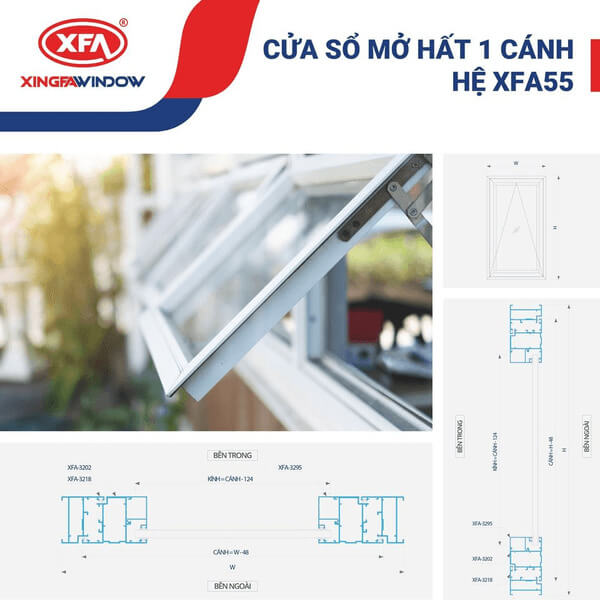 XFA®
XINGFAWINDOW
CỬA SỔ MỞ HẤT 1 CÁNH
HỆ XFA55
W
H
BÊN TRONG
BÊN NGOÀI
KÍNH = CÁNH - 124
CÁNH = H - 48
H
XFA-3295
XFA-3202
XFA-3218
BÊN TRONG
XFA-3202
XFA-3295
XFA-3218
KÍNH = CÁNH - 124
CÁNH = W - 48
W
BÊN NGOÀI